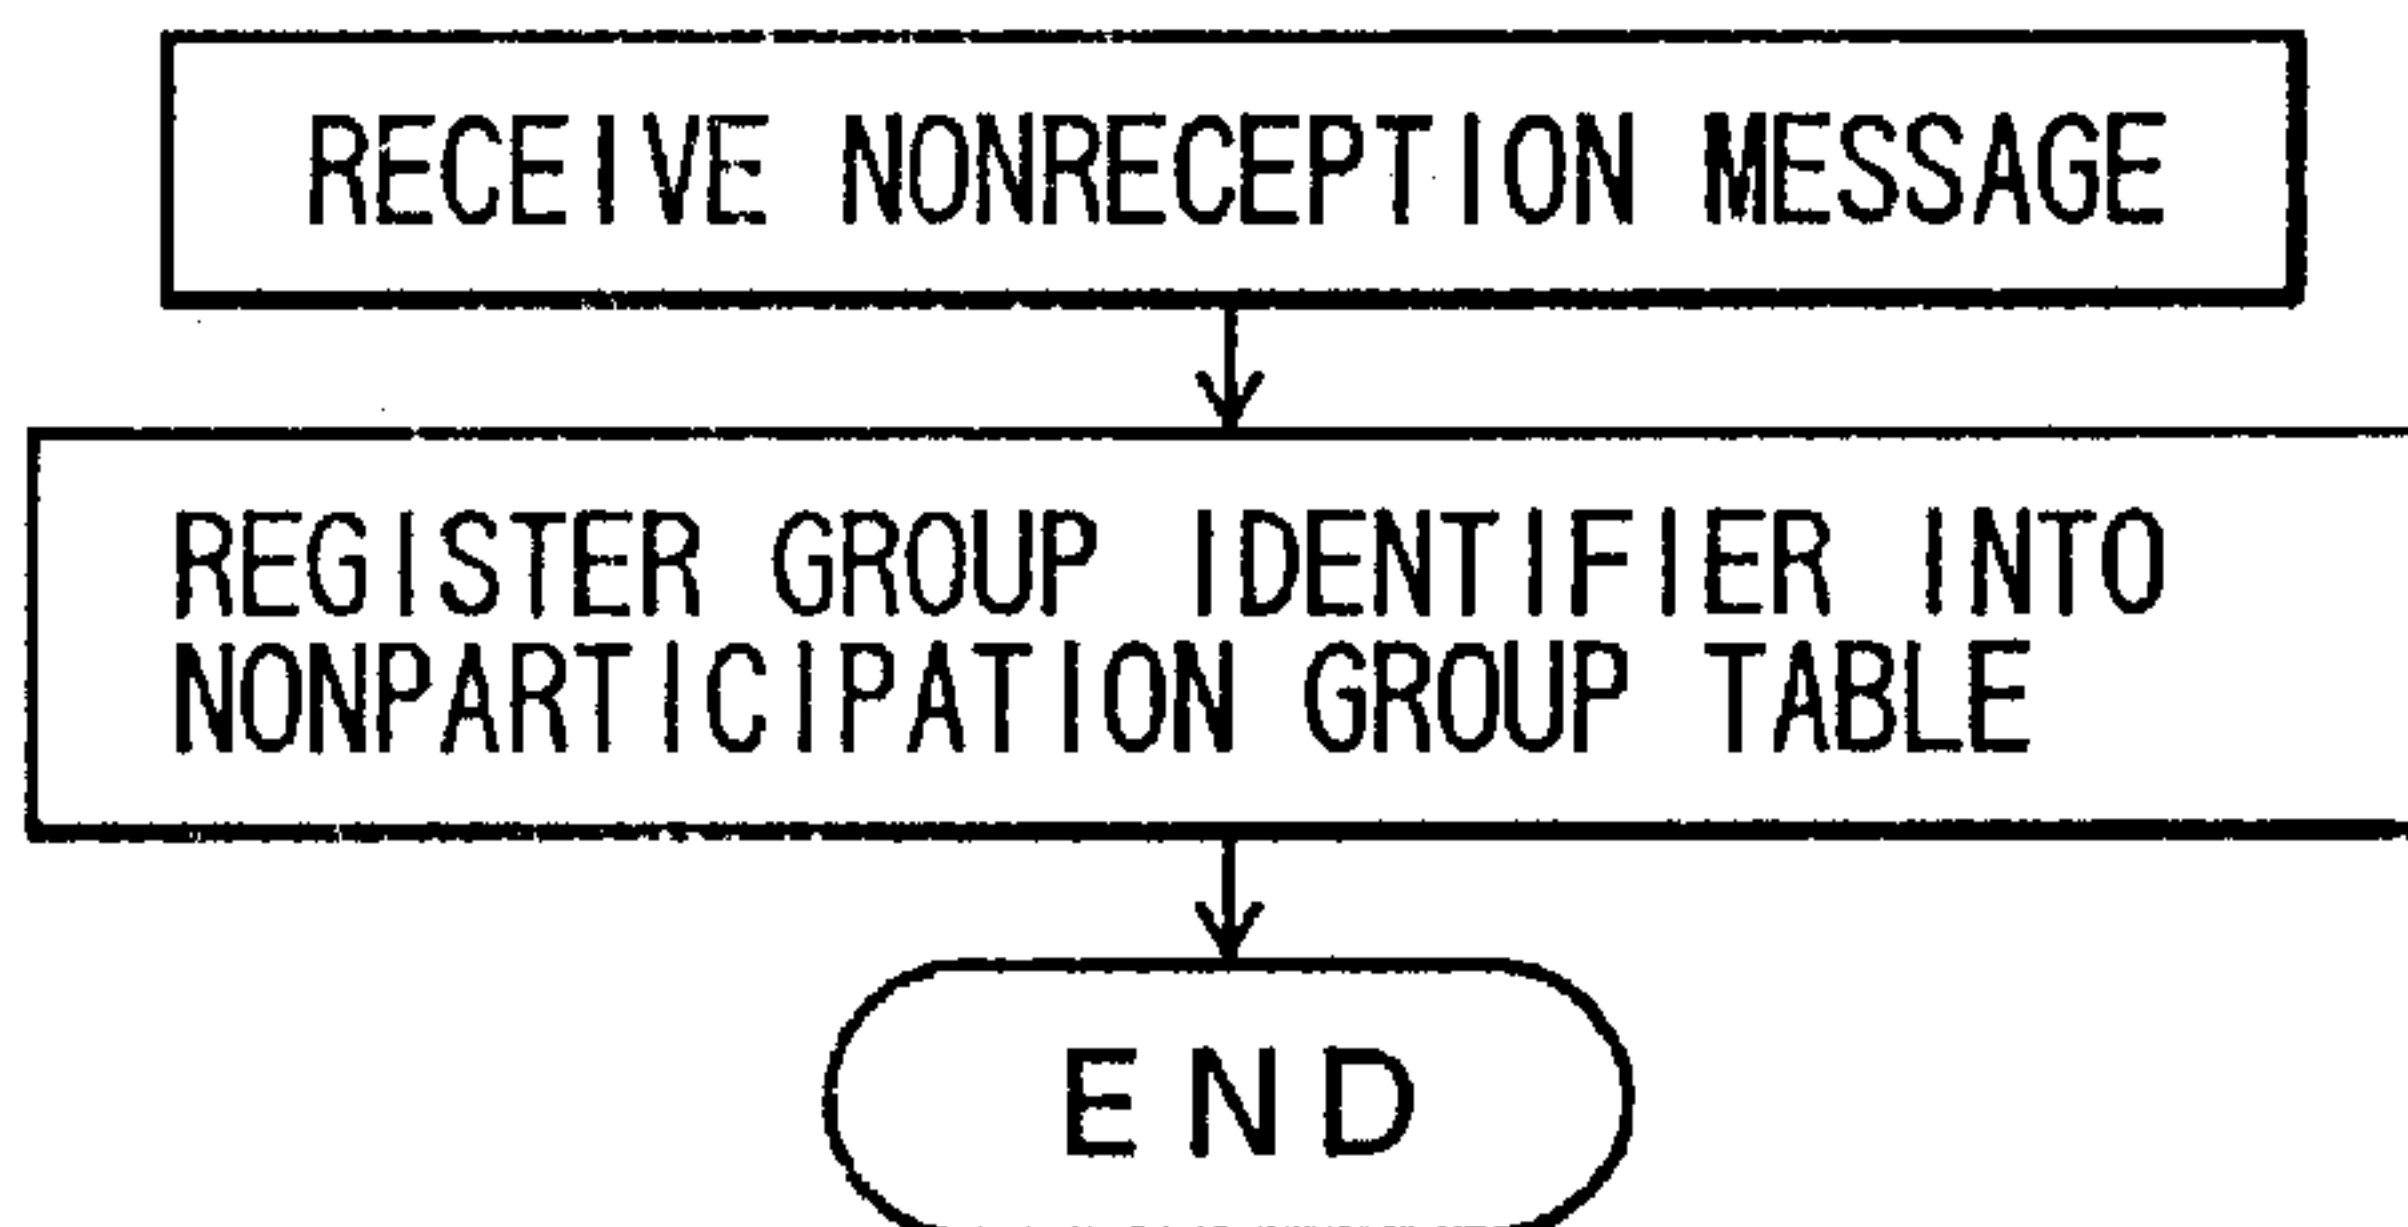 RECEIVE NONRECEPTION MESSAGE
REGISTER GROUP IDENTIFIER INTO
NONPARTICIPATION GROUP TABLE
END